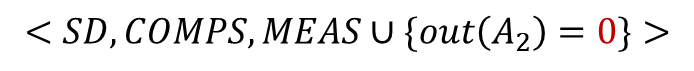 < SD, COMPS, MEAS ∪ {out(A₂) = 0} >